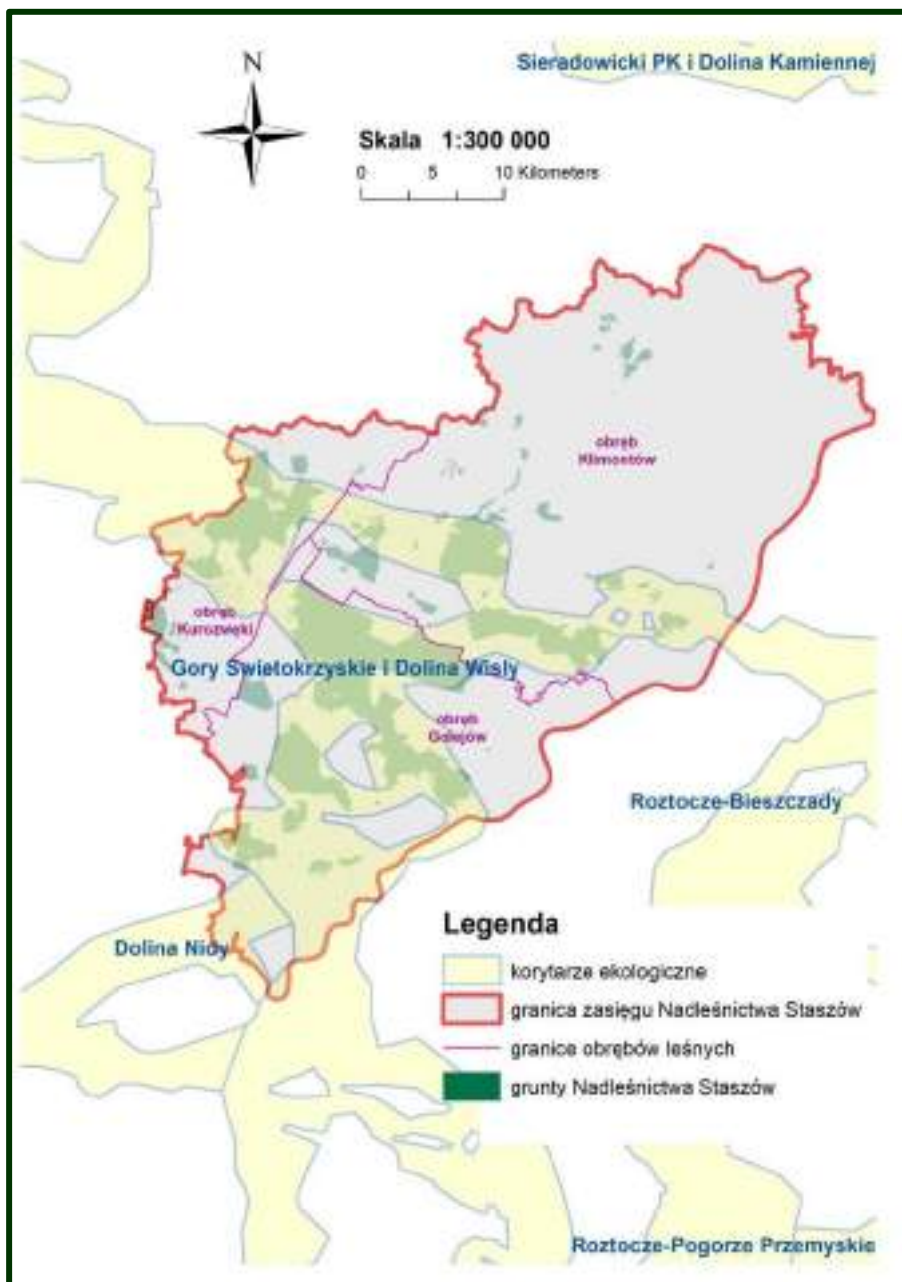 Sieradowicki PK i Dolina Kamiennej
N
Skala 1:300 000
0 5 10 Kilometers
obręb
Klimontów
obręb
Kurozwęki
Gory Swietokrzyskie i Dolina Wisly
obręb
Golejów
Roztocze-Bieszczady
Dolina Nidy
Legenda
korytarze ekologiczne
granica zasięgu Nadleśnictwa Staszów
granice obrębów leśnych
grunty Nadleśnictwa Staszów
Roztocze-Pogorze Przemyskie